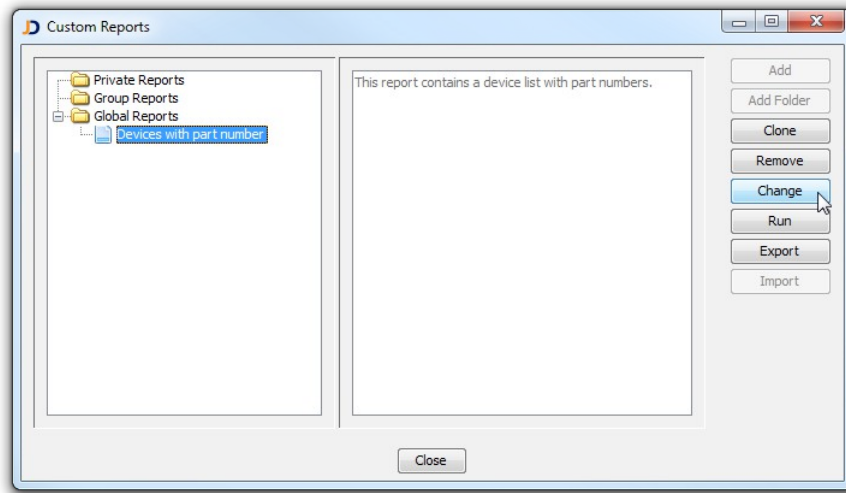 Custom Reports
Private Reports
Group Reports
Global Reports
Devices with part number
This report contains a device list with part numbers.
Add
Add Folder
Clone
Remove
Change
Run
Export
Import
Close